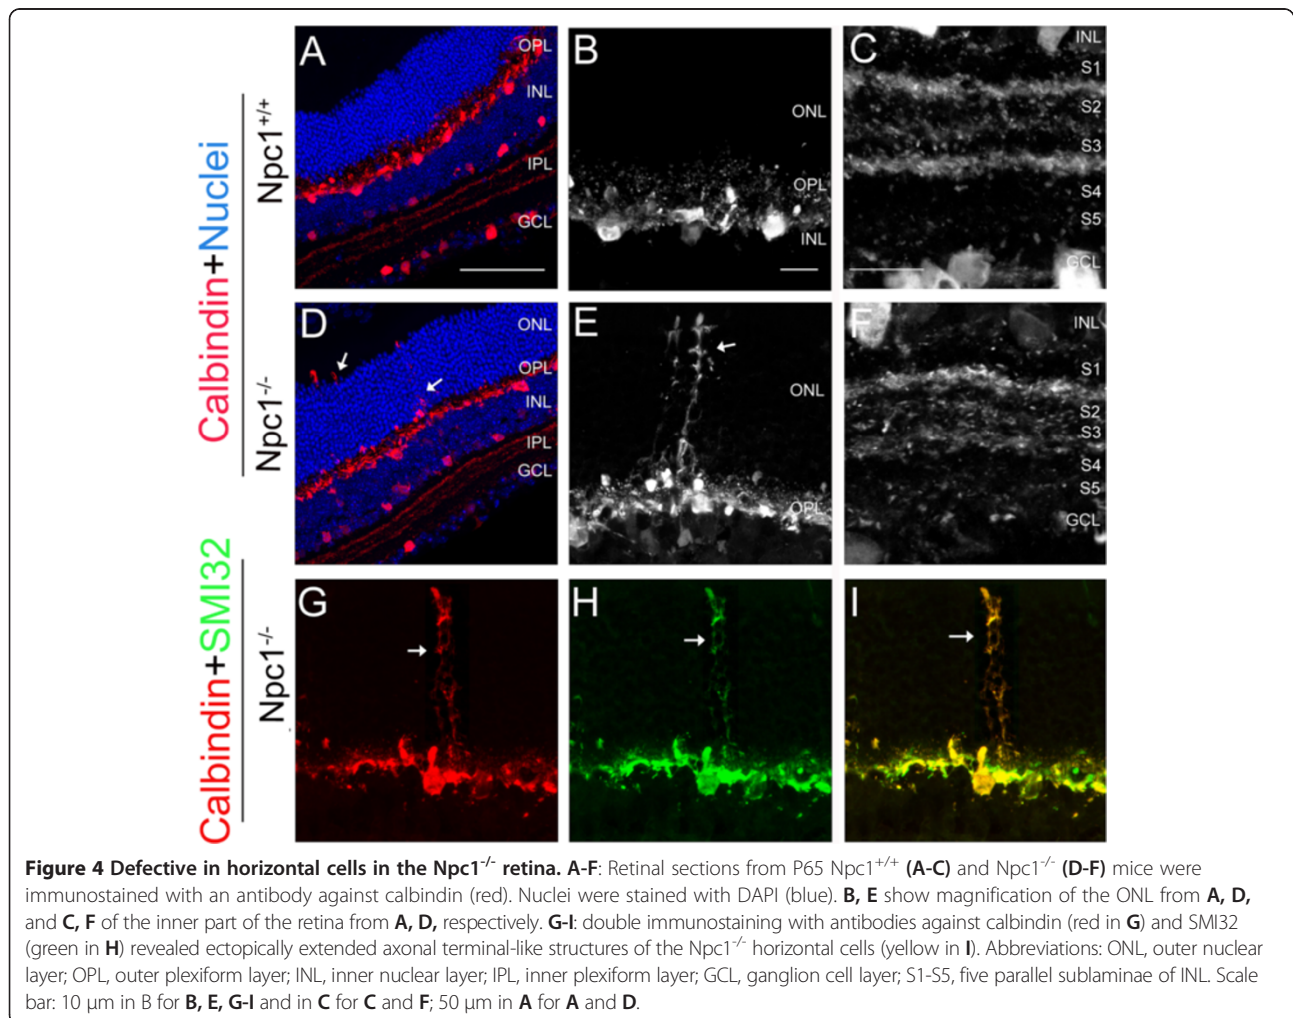 Calbindin+Nuclei
Npc1+/+
Npc1-/-
A
OPL
INL
IPL
GCL
B
ONL
OPL
INL
C
INL
S1
S2
S3
S4
S5
GCL
D
ONL
OPL
INL
IPL
GCL
E
ONL
OPL
F
INL
S1
S2
S3
S4
S5
GCL
Calbindin+SMI32
Npc1-/-
G
H
I
Figure 4 Defective in horizontal cells in the Npc1-/- retina. A-F: Retinal sections from P65 Npc1+/+ (A-C) and Npc1-/- (D-F) mice were
immunostained with an antibody against calbindin (red). Nuclei were stained with DAPI (blue). B, E show magnification of the ONL from A, D,
and C, F of the inner part of the retina from A, D, respectively. G-I: double immunostaining with antibodies against calbindin (red in G) and SMI32
(green in H) revealed ectopically extended axonal terminal-like structures of the Npc1-/- horizontal cells (yellow in I). Abbreviations: ONL, outer nuclear
layer; OPL, outer plexiform layer; INL, inner nuclear layer; IPL, inner plexiform layer; GCL, ganglion cell layer; S1-S5, five parallel sublaminae of INL. Scale
bar: 10 μm in B for B, E, G-I and in C for C and F; 50 μm in A for A and D.